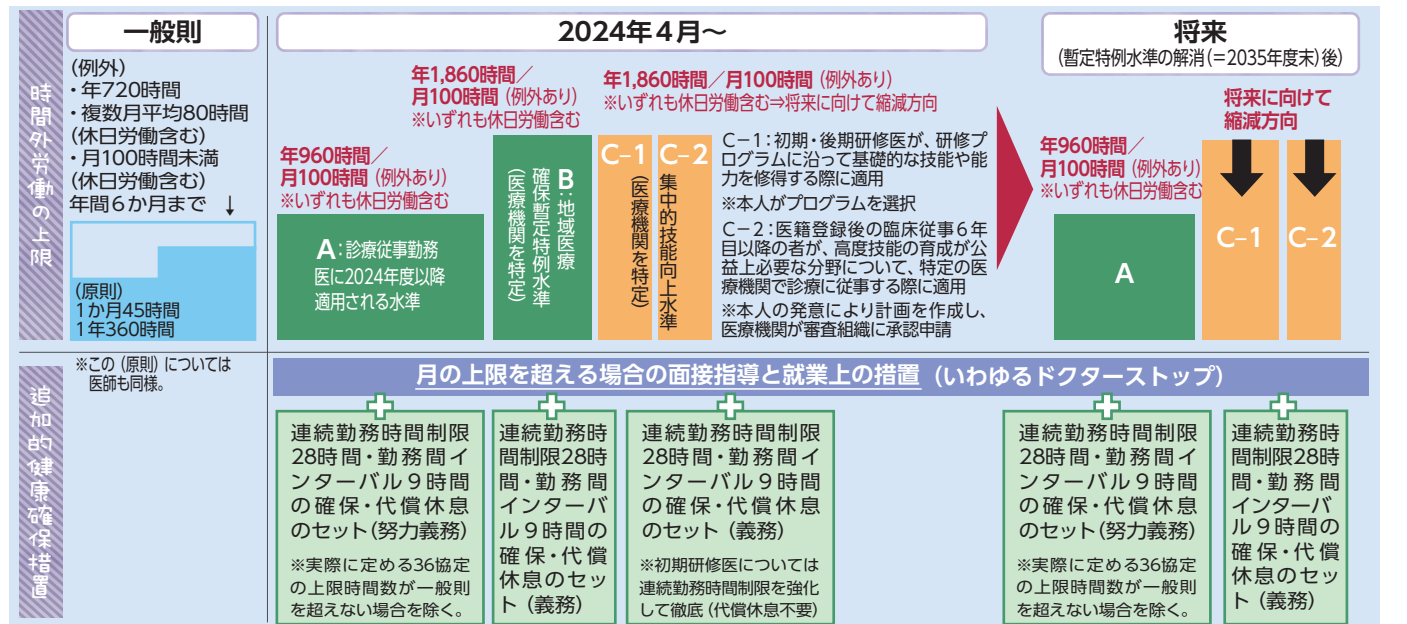 時間外労働の上限
一般則
(例外)
・年720時間
・複数月平均80時間
(休日労働含む)
・月100時間未満
(休日労働含む)
年間6か月まで ↓
(原則)
1か月45時間
1年360時間
※この(原則)については
医師も同様。
2024年4月~
年960時間/
月100時間(例外あり)
※いずれも休日労働含む
A:診療従事勤務
医に2024年度以降
適用される水準
年1,860時間/
月100時間(例外あり)
※いずれも休日労働含む
B:地域医療
確保暫定特例水準
(医療機関を特定)
年1,860時間/月100時間(例外あり)
※いずれも休日労働含む⇒将来に向けて縮減方向
C-1
C-2
集中的技能向上水準
(医療機関を特定)
C-1:初期・後期研修医が、研修プ
ログラムに沿って基礎的な技能や能
力を修得する際に適用
※本人がプログラムを選択
C-2:医籍登録後の臨床従事6年
目以降の者が、高度技能の育成が公
益上必要な分野について、特定の医
療機関で診療に従事する際に適用
※本人の発意により計画を作成し、
医療機関が審査組織に承認申請
将来
(暫定特例水準の解消(=2035年度末)後)
年960時間/
月100時間(例外あり)
※いずれも休日労働含む
A
将来に向けて
縮減方向
C-1
C-2
追加的健康確保措置
月の上限を超える場合の面接指導と就業上の措置(いわゆるドクターストップ)
連続勤務時間制限
28時間・勤務間イ
ンターバル9時間
の確保・代償休息
のセット(努力義務)
※実際に定める36協定
の上限時間数が一般則
を超えない場合を除く。
連続勤務時
間制限28時
間・勤務間
インターバ
ル9時間の
確保・代償
休息のセッ
ト(義務)
連続勤務時間制限
28時間・勤務間イ
ンターバル9時間
の確保・代償休息
のセット(義務)
※初期研修医については
連続勤務時間制限を強化
して徹底(代償休息不要)
連続勤務時間制限
28時間・勤務間イ
ンターバル9時間
の確保・代償休息
のセット(努力義務)
※実際に定める36協定
の上限時間数が一般則
を超えない場合を除く。
連続勤務時
間制限28時
間・勤務間
インターバ
ル9時間の
確保・代償
休息のセッ
ト(義務)